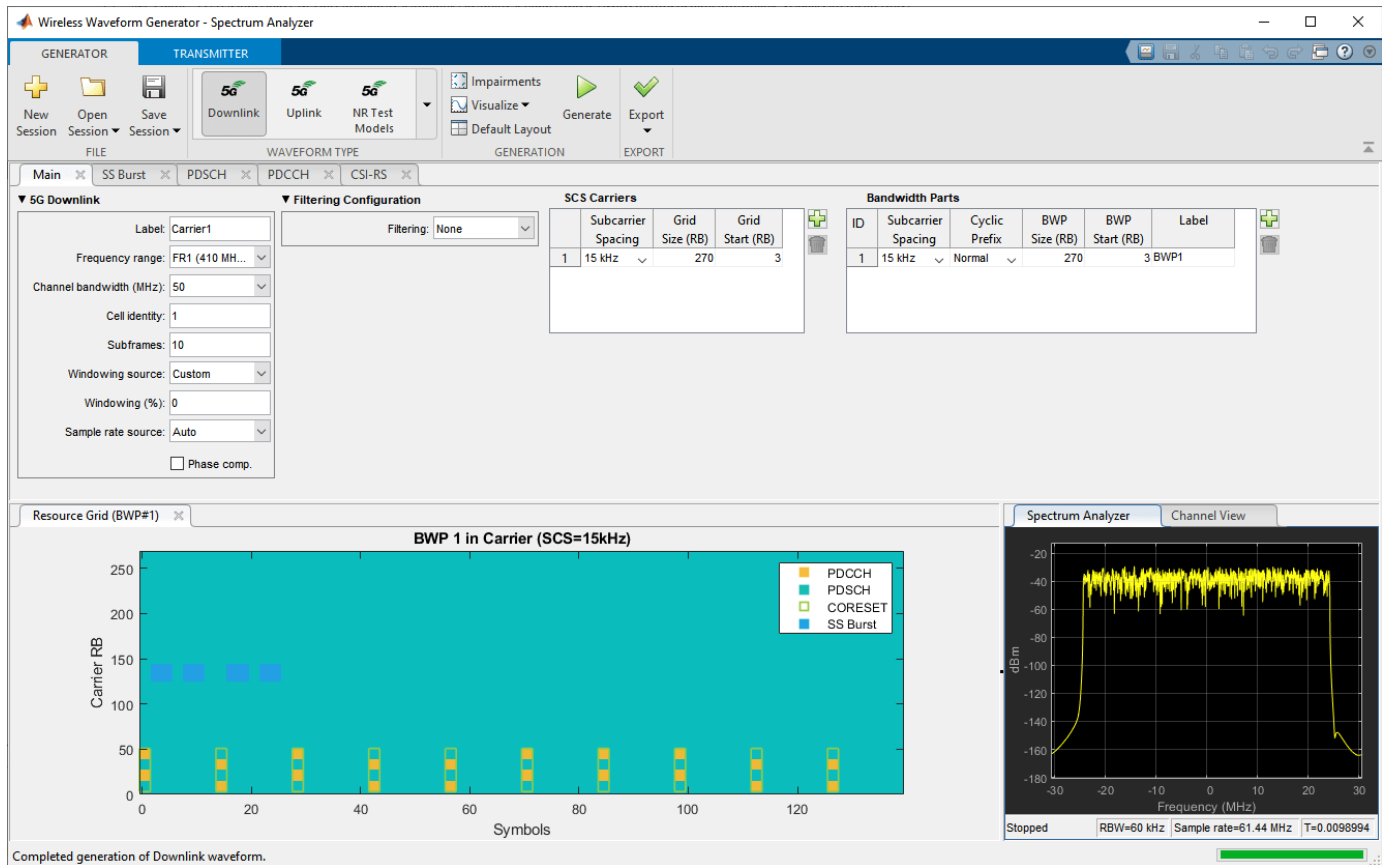 Wireless Waveform Generator - Spectrum Analyzer
GENERATOR TRANSMITTER
New Session
Open Session
Save Session
FILE
5G Downlink
5G Uplink
5G NR Test Models
WAVEFORM TYPE
Impairments
Visualize
Default Layout
Generate
GENERATION
Export
EXPORT
Main SS Burst PDSCH PDCCH CSI-RS
5G Downlink
Label: Carrier1
Frequency range: FR1 (410 MH...
Channel bandwidth (MHz): 50
Cell identity: 1
Subframes: 10
Windowing source: Custom
Windowing (%): 0
Sample rate source: Auto
Phase comp.
Filtering Configuration
Filtering: None
SCS Carriers
Subcarrier Spacing Grid Size (RB) Grid Start (RB)
1 15 kHz 270 3
Bandwidth Parts
ID Subcarrier Spacing Cyclic Prefix BWP Size (RB) BWP Start (RB) Label
1 15 kHz Normal 270 3 BWP1
Resource Grid (BWP#1)
BWP 1 in Carrier (SCS=15kHz)
PDCCH
PDSCH
CORESET
SS Burst
Carrier RB
250
200
150
100
50
0
0 20 40 60 80 100 120
Symbols
Spectrum Analyzer Channel View
dBm
-20
-40
-60
-80
-100
-120
-140
-160
-180
-30 -20 -10 0 10 20 30
Frequency (MHz)
Stopped RBW=60 kHz Sample rate=61.44 MHz T=0.0098994
Completed generation of Downlink waveform.